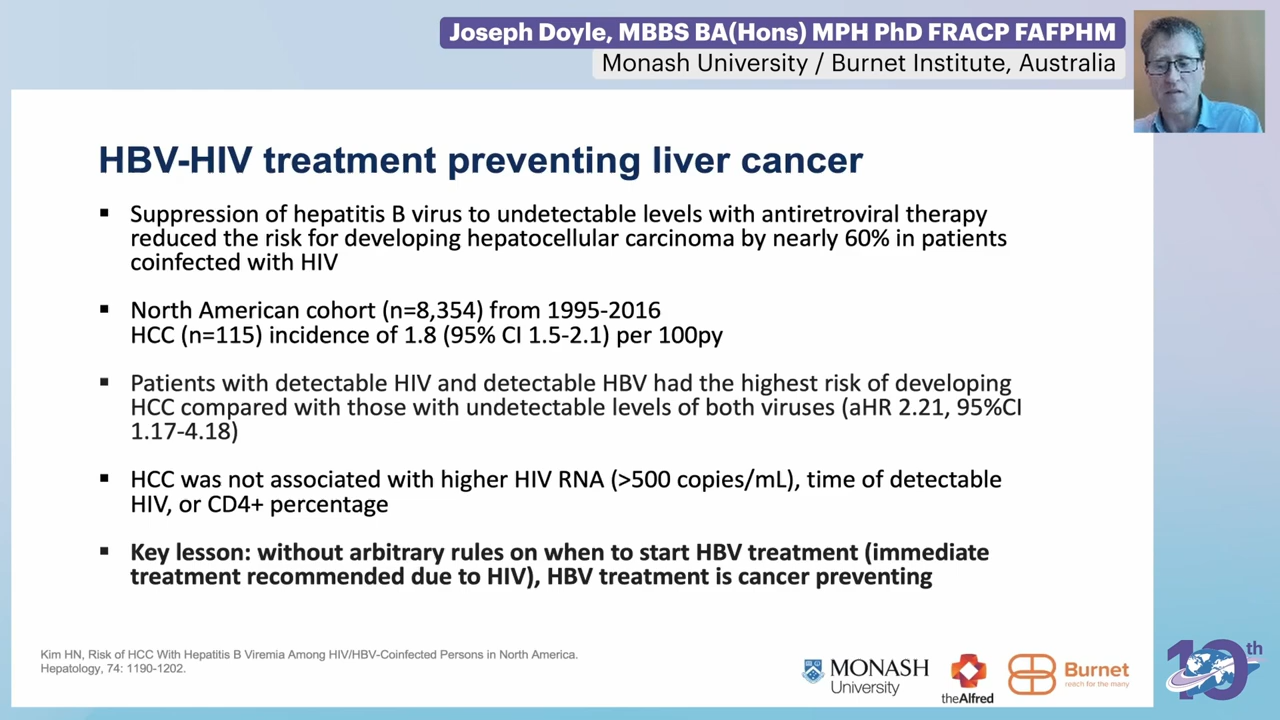 Joseph Doyle, MBBS BA(Hons) MPH PhD FRACP FAFPHM
Monash University / Burnet Institute, Australia
HBV-HIV treatment preventing liver cancer
▪ Suppression of hepatitis B virus to undetectable levels with antiretroviral therapy
reduced the risk for developing hepatocellular carcinoma by nearly 60% in patients
coinfected with HIV
▪ North American cohort (n=8,354) from 1995-2016
HCC (n=115) incidence of 1.8 (95% CI 1.5-2.1) per 100py
▪ Patients with detectable HIV and detectable HBV had the highest risk of developing
HCC compared with those with undetectable levels of both viruses (aHR 2.21, 95%CI
1.17-4.18)
▪ HCC was not associated with higher HIV RNA (>500 copies/mL), time of detectable
HIV, or CD4+ percentage
▪ Key lesson: without arbitrary rules on when to start HBV treatment (immediate
treatment recommended due to HIV), HBV treatment is cancer preventing
Kim HN, Risk of HCC With Hepatitis B Viremia Among HIV/HBV-Coinfected Persons in North America.
Hepatology, 74: 1190-1202.
MONASH
University
theAlfred
Burnet
reach for the many
10th